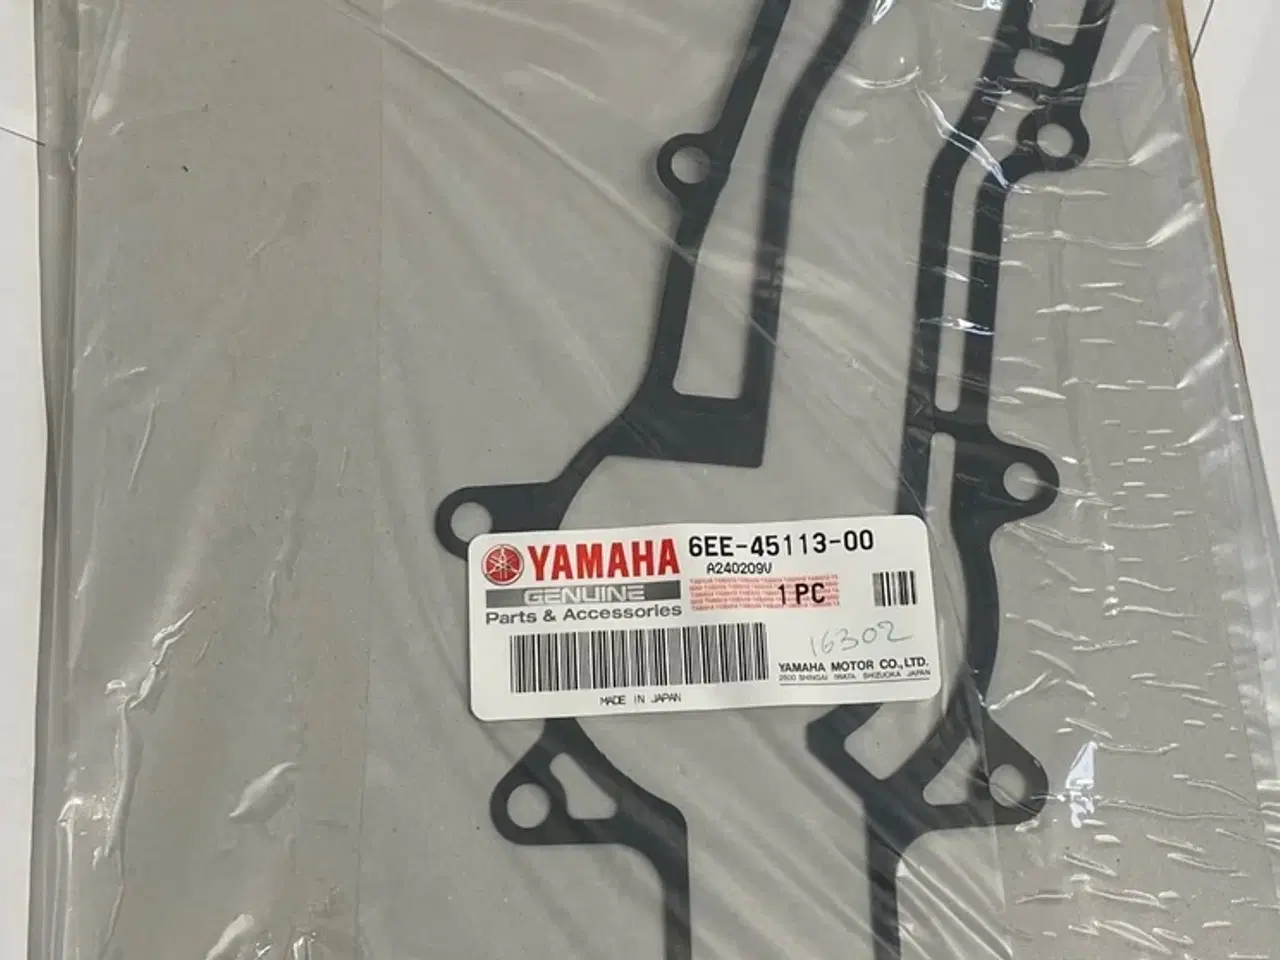 YAMAHA 6EE-45113-00
A240209V
GENUINE
1 PC
Parts & Accessories
16302
YAMAHA MOTOR CO.,LTD.
2500 SHINGAI IWATA SHIZUOKA JAPAN
MADE IN JAPAN